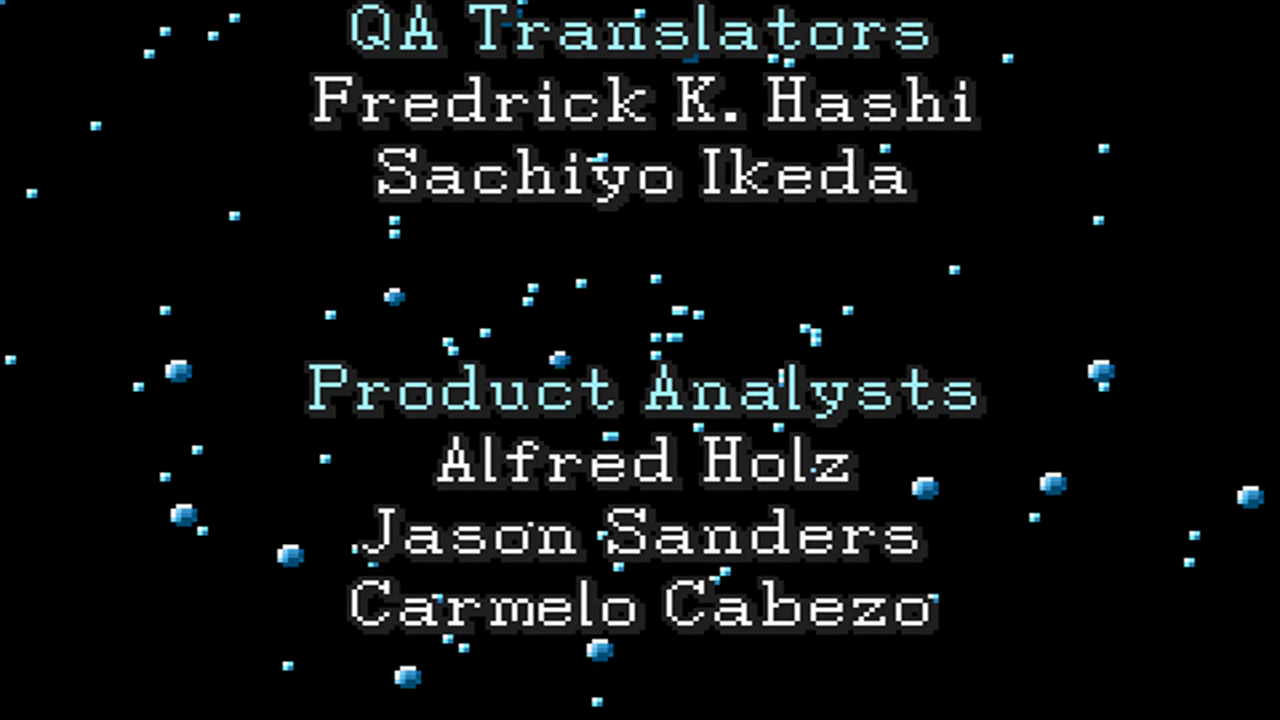 QA Translators
Fredrick K. Hashi
Sachiyo Ikeda
Product Analysts
Alfred Holz
Jason Sanders
Carmelo Cabezo